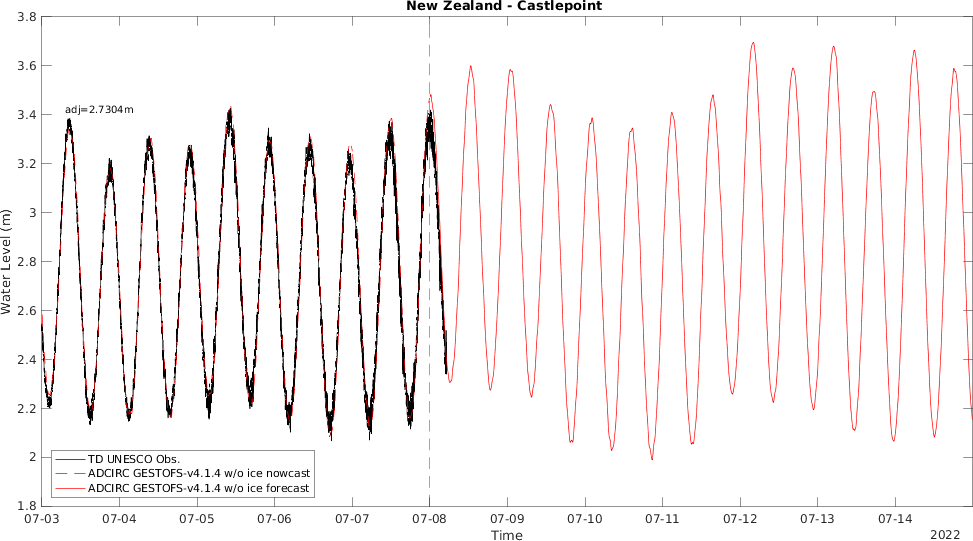 New Zealand - Castlepoint
3.8
3.6
3.4
3.2
3
2.8
2.6
2.4
2.2
2
1.8
Water Level (m)
adj=2.7304m
TD UNESCO Obs.
ADCIRC GESTOFS-v4.1.4 w/o ice nowcast
ADCIRC GESTOFS-v4.1.4 w/o ice forecast
07-03 07-04 07-05 07-06 07-07 07-08 07-09 07-10 07-11 07-12 07-13 07-14
Time
2022